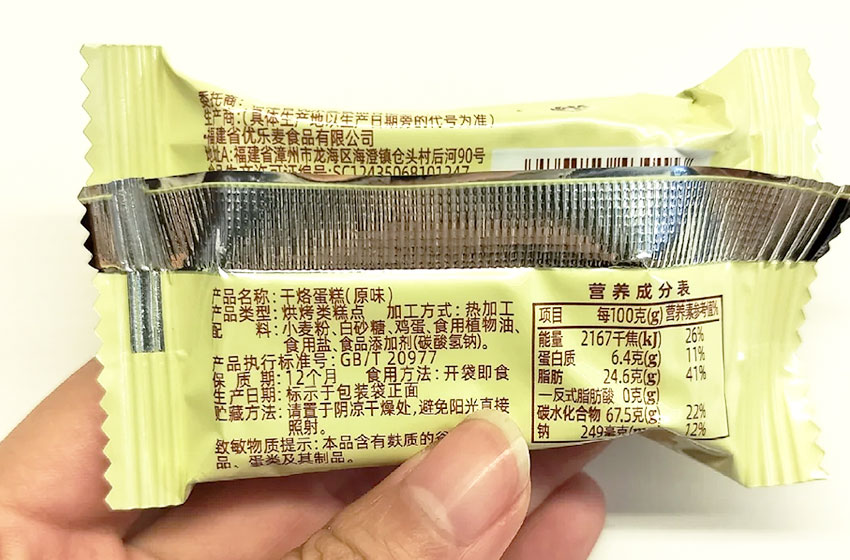 委托商:
生产商:(具体生产地以生产日期旁的代号为准)
·福建省优乐麦食品有限公司
地址A:福建省漳州市龙海区海澄镇仓头村后河90号
食品生产许可证编号:SC12435068101247
产品名称:干烙蛋糕(原味)
产品类型:烘烤类糕点 加工方式:热加工
配 料:小麦粉、白砂糖、鸡蛋、食用植物油、
食用盐、食品添加剂(碳酸氢钠)。
产品执行标准号:GB/T 20977
保 质 期:12个月 食用方法:开袋即食
生产日期:标示于包装袋正面
贮藏方法:请置于阴凉干燥处,避免阳光直接
照射。
致敏物质提示:本品含有麸质的谷
品、蛋类及其制品。
营养成分表
项目 每100克(g) 营养素参考值%
能量 2167千焦(kJ) 26%
蛋白质 6.4克(g) 11%
脂肪 24.6克(g) 41%
—反式脂肪酸 0克(g)
碳水化合物 67.5克(g) 22%
钠 249毫克 12%